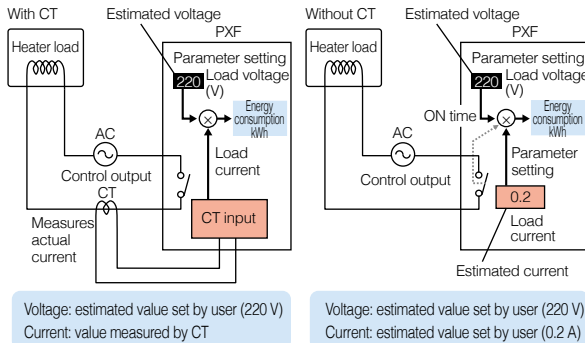 With CT
Estimated voltage
PXF
Heater load
Parameter setting
220
Load voltage
(V)
Energy
consumption
kWh
AC
Load
current
Control output
CT
Measures
actual
current
CT input
Voltage: estimated value set by user (220 V)
Current: value measured by CT
Without CT
Estimated voltage
PXF
Heater load
Parameter setting
220
Load voltage
(V)
Energy
consumption
kWh
ON time
AC
Parameter
setting
Control output
0.2
Load
current
Estimated current
Voltage: estimated value set by user (220 V)
Current: estimated value set by user (0.2 A)